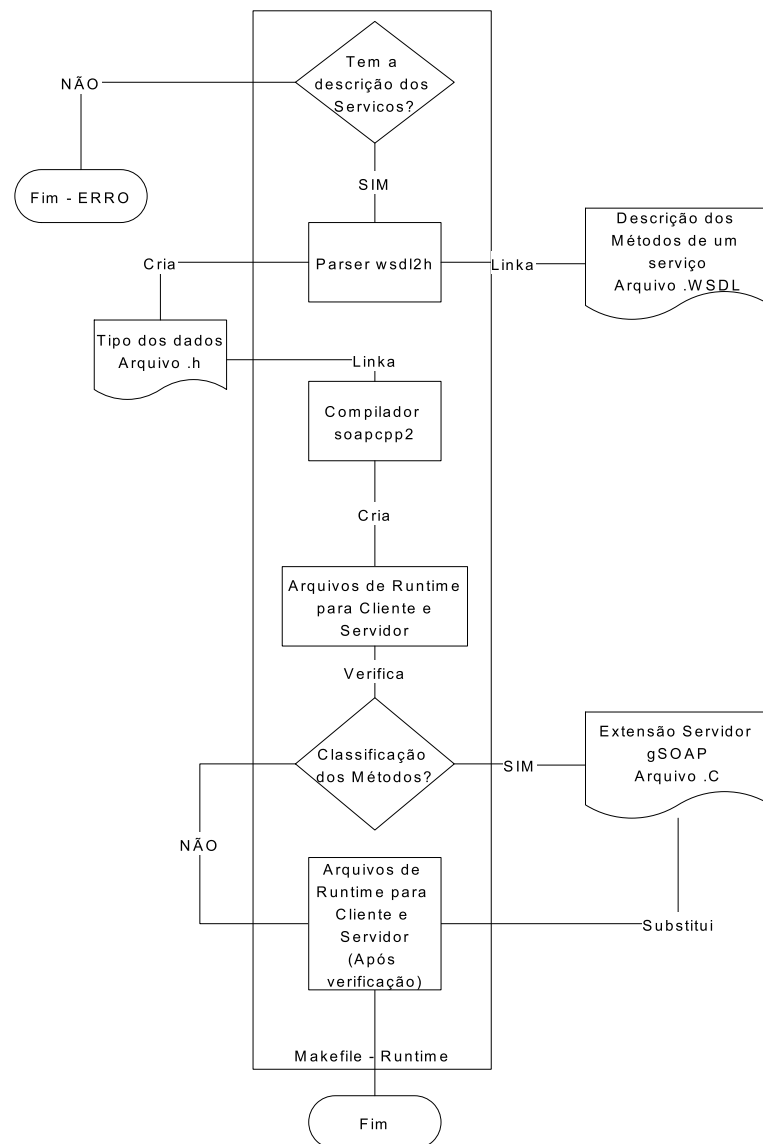 Tem a
descrição dos
Servicos?
NÃO
Fim - ERRO
SIM
Descrição dos
Métodos de um
serviço
Arquivo .WSDL
Cria
Parser wsdl2h
Linka
Tipo dos dados
Arquivo .h
Linka
Compilador
soapcpp2
Cria
Arquivos de Runtime
para Cliente e
Servidor
Verifica
Classificação
dos Métodos?
SIM
Extensão Servidor
gSOAP
Arquivo .C
NÃO
Arquivos de
Runtime para
Cliente e
Servidor
(Após
verificação)
Substitui
Makefile - Runtime
Fim